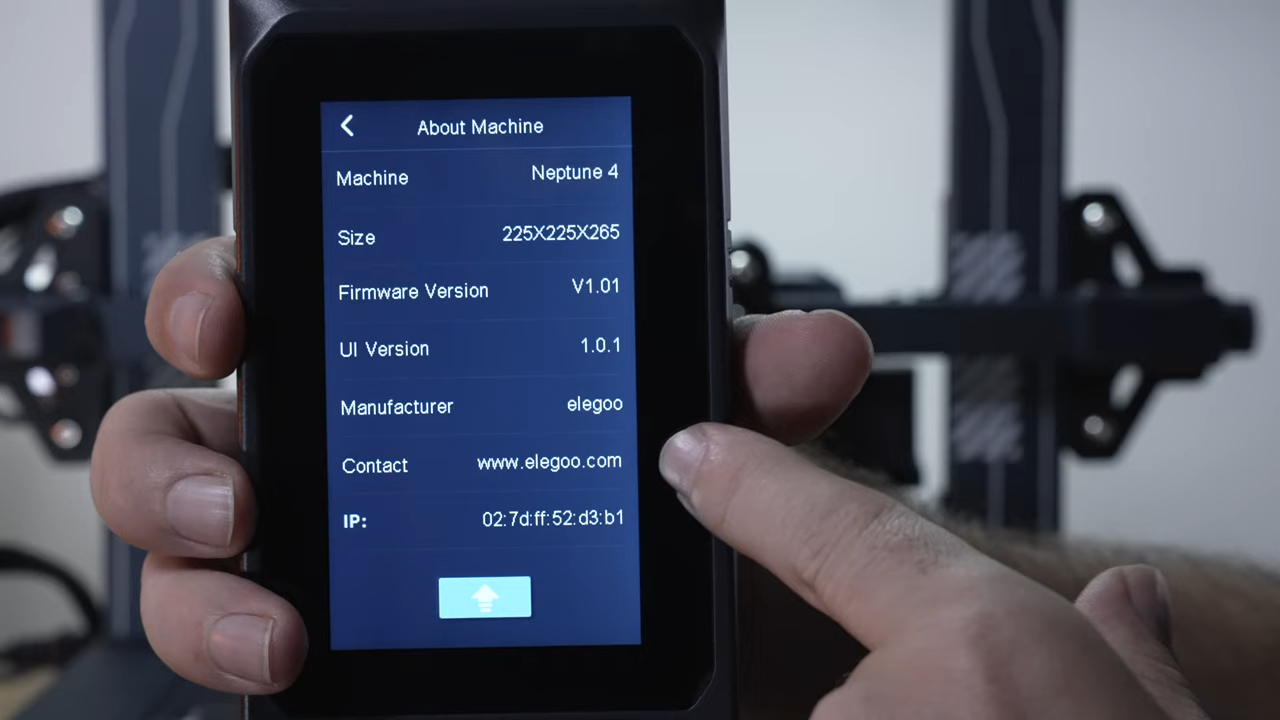 About Machine
Machine Neptune 4
Size 225X225X265
Firmware Version V1.01
UI Version 1.0.1
Manufacturer elegoo
Contact www.elegoo.com
IP: 02:7d:ff:52:d3:b1